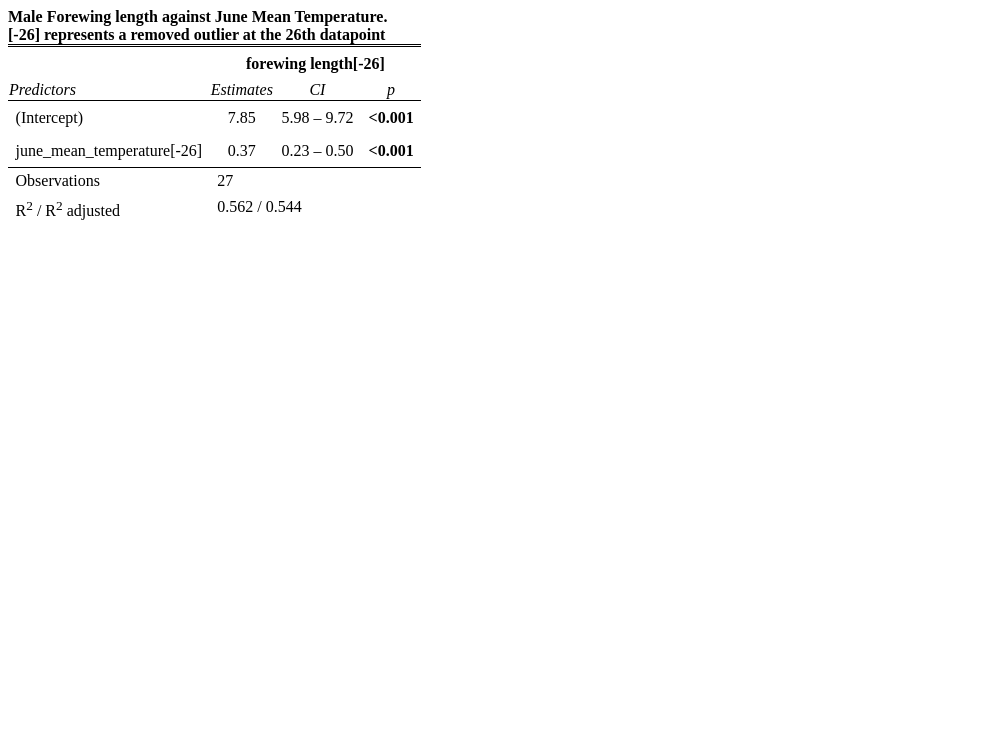 Male Forewing length against June Mean Temperature.
[-26] represents a removed outlier at the 26th datapoint
forewing length[-26]
Predictors Estimates CI p
(Intercept) 7.85 5.98 – 9.72 <0.001
june_mean_temperature[-26] 0.37 0.23 – 0.50 <0.001
Observations 27
R² / R² adjusted 0.562 / 0.544